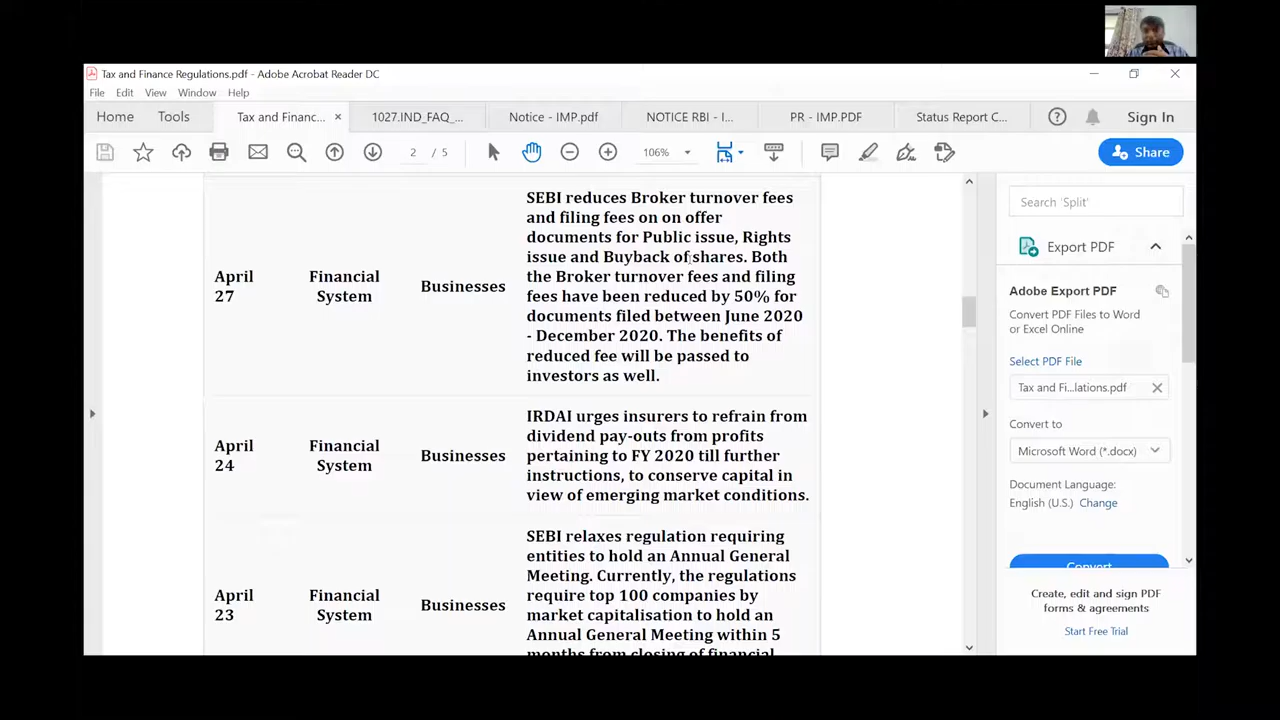 Tax and Finance Regulations.pdf - Adobe Acrobat Reader DC
File Edit View Window Help
Home Tools Tax and Financ... × 1027.IND_FAQ_... Notice - IMP.pdf NOTICE RBI - I... PR - IMP.PDF Status Report C... Sign In
2 / 5 106% Share
SEBI reduces Broker turnover fees
and filing fees on on offer
documents for Public issue, Rights
issue and Buyback of shares. Both
the Broker turnover fees and filing
fees have been reduced by 50% for
documents filed between June 2020
- December 2020. The benefits of
reduced fee will be passed to
investors as well.
April
27
Financial
System
Businesses
IRDAI urges insurers to refrain from
dividend pay-outs from profits
pertaining to FY 2020 till further
instructions, to conserve capital in
view of emerging market conditions.
April
24
Financial
System
Businesses
SEBI relaxes regulation requiring
entities to hold an Annual General
Meeting. Currently, the regulations
require top 100 companies by
market capitalisation to hold an
Annual General Meeting within 5
months from closing of financial
April
23
Financial
System
Businesses
Search 'Split'
Export PDF
Adobe Export PDF
Convert PDF Files to Word
or Excel Online
Select PDF File
Tax and Fi...lations.pdf
Convert to
Microsoft Word (*.docx)
Document Language:
English (U.S.) Change
Convert
Create, edit and sign PDF
forms & agreements
Start Free Trial